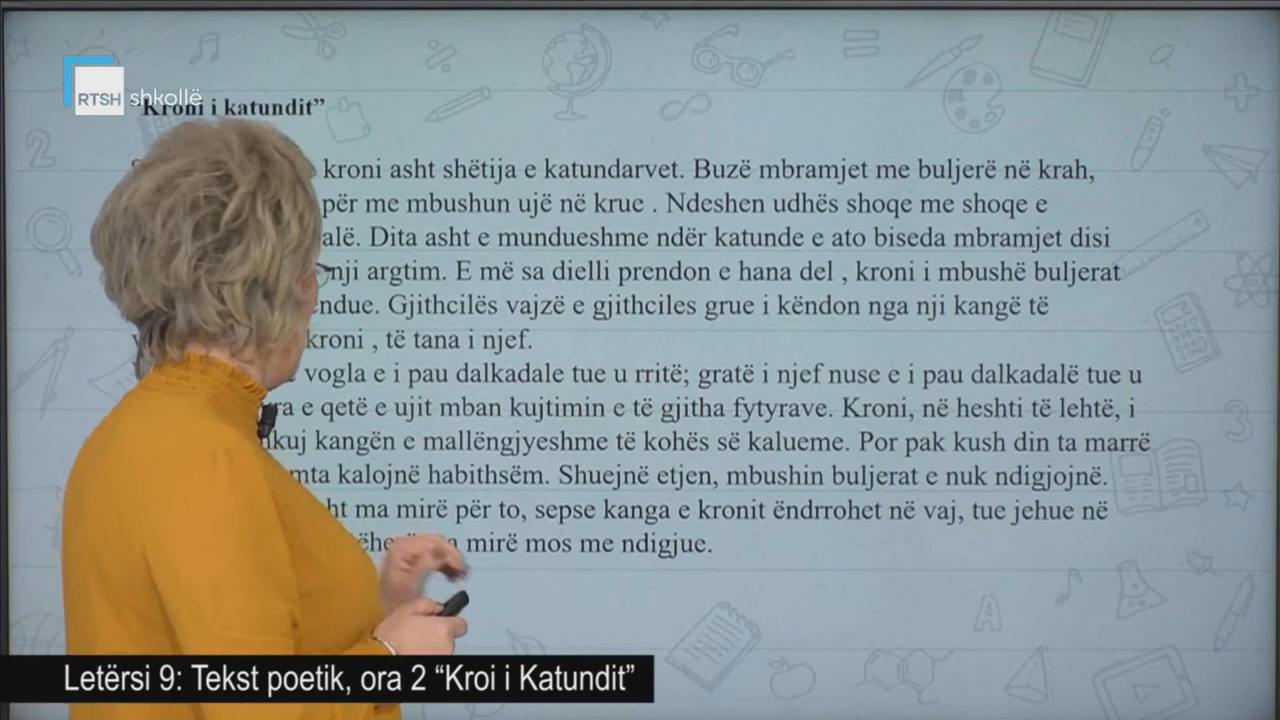 RTSH shkollë
“Kroni i katundit”
kroni asht shëtija e katundarvet. Buzë mbramjet me buljerë në krah,
për me mbushun ujë në krue . Ndeshen udhës shoqe me shoqe e
alë. Dita asht e mundueshme ndër katunde e ato biseda mbramjet disi
nji argtim. E më sa dielli prendon e hana del , kroni i mbushë buljerat
ndue. Gjithcilës vajzë e gjithciles grue i këndon nga nji kangë të
kroni , të tana i njef.
vogla e i pau dalkadale tue u rritë; gratë i njef nuse e i pau dalkadalë tue u
ra e qetë e ujit mban kujtimin e të gjitha fytyrave. Kroni, në heshti të lehtë, i
kuj kangën e mallëngjyeshme të kohës së kalueme. Por pak kush din ta marrë
mta kalojnë habithsëm. Shuejnë etjen, mbushin buljerat e nuk ndigjojnë.
ht ma mirë për to, sepse kanga e kronit ëndrrohet në vaj, tue jehue në
mirë mos me ndigjue.
Letërsi 9: Tekst poetik, ora 2 “Kroi i Katundit”